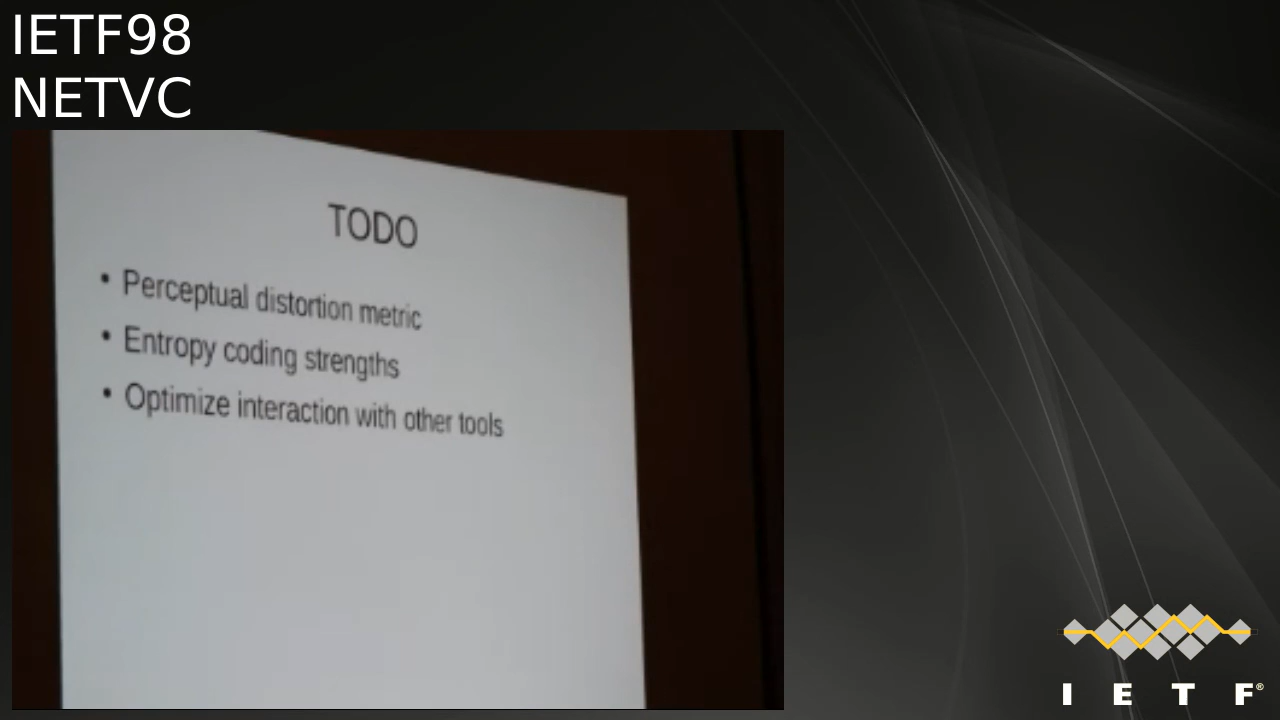 IETF98
NETVC
TODO
• Perceptual distortion metric
• Entropy coding strengths
• Optimize interaction with other tools
I E T F®